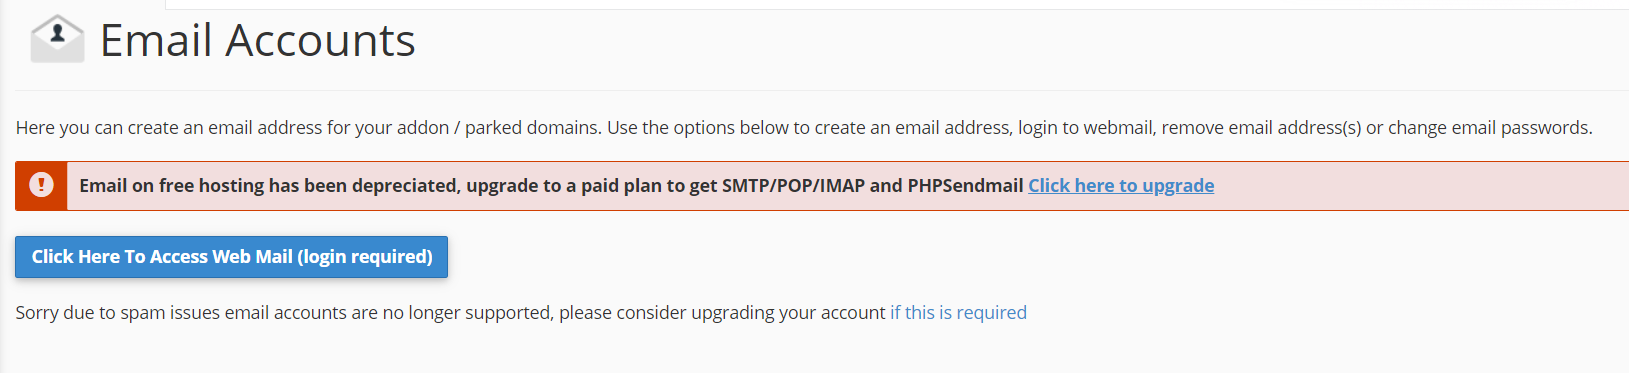 Email Accounts
Here you can create an email address for your addon / parked domains. Use the options below to create an email address, login to webmail, remove email address(s) or change email passwords.
Email on free hosting has been depreciated, upgrade to a paid plan to get SMTP/POP/IMAP and PHPSendmail Click here to upgrade
Click Here To Access Web Mail (login required)
Sorry due to spam issues email accounts are no longer supported, please consider upgrading your account if this is required